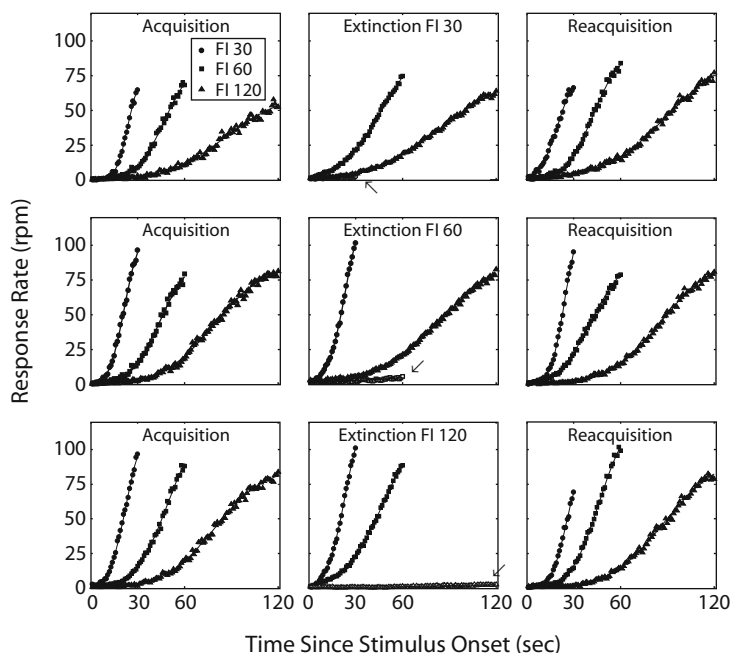 Acquisition
Extinction FI 30
Reacquisition
FI 30
FI 60
FI 120
100
75
50
25
0
Acquisition
Extinction FI 60
Reacquisition
100
75
50
25
0
Response Rate (rpm)
Acquisition
Extinction FI 120
Reacquisition
100
75
50
25
0
0 30 60 0 30 60 120 0 30 60 120
Time Since Stimulus Onset (sec)